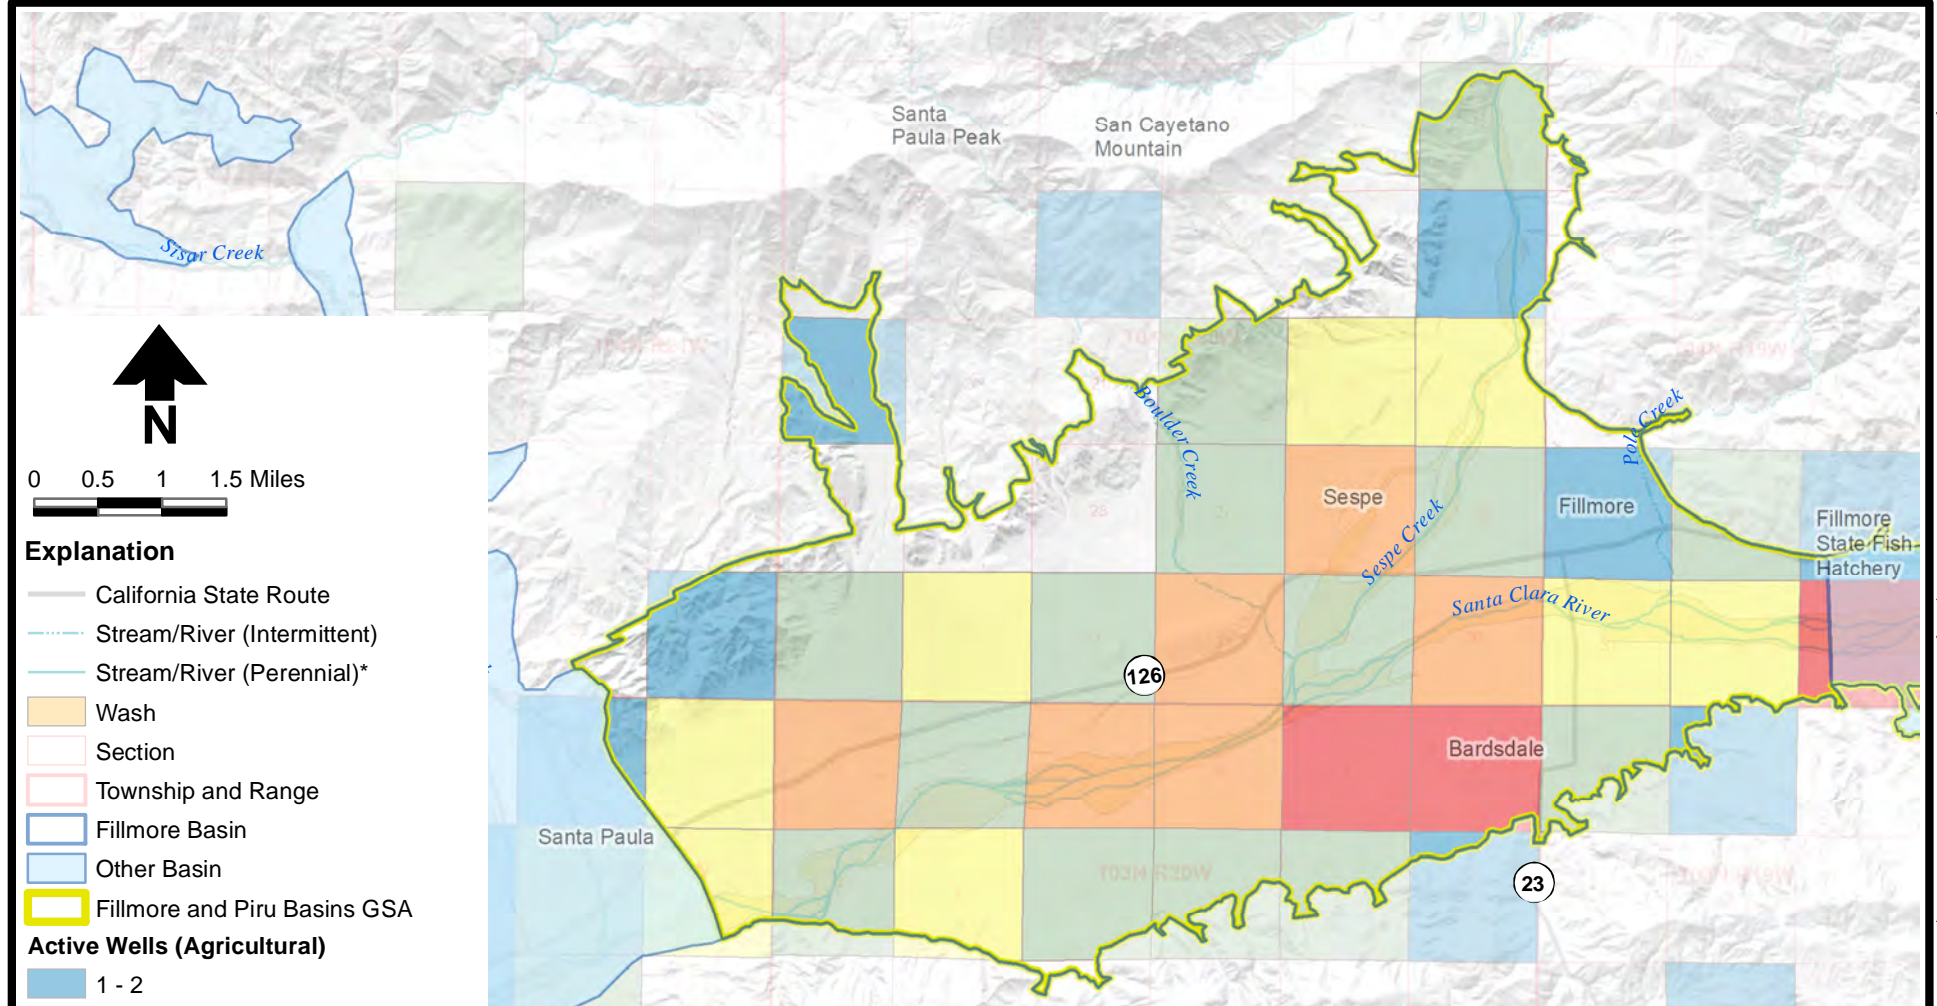 Santa
Paula Peak
San Cayetano
Mountain
Sisar Creek
N
0 0.5 1 1.5 Miles
Boulder Creek
Pole Creek
Sespe
Sespe Creek
Fillmore
Fillmore
State Fish
Hatchery
Santa Clara River
126
Bardsdale
Santa Paula
T03N R20W
23
Explanation
California State Route
Stream/River (Intermittent)
Stream/River (Perennial)*
Wash
Section
Township and Range
Fillmore Basin
Other Basin
Fillmore and Piru Basins GSA
Active Wells (Agricultural)
1 - 2